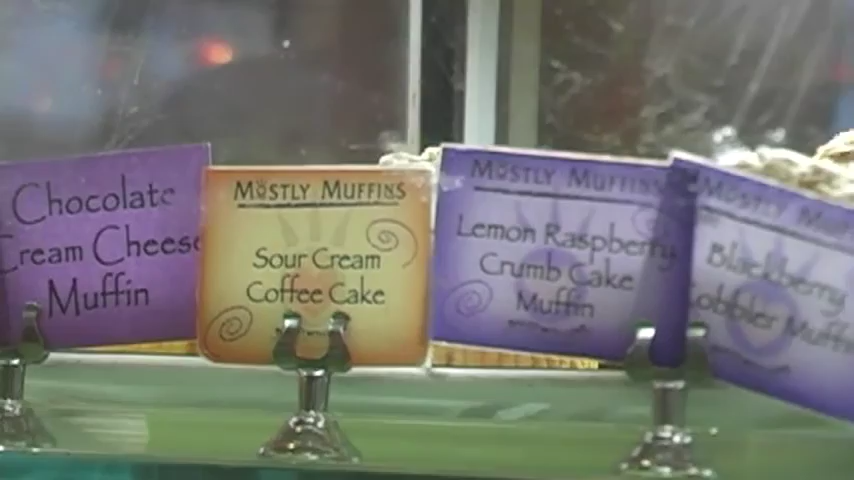 Chocolate
Cream Cheese
Muffin
MOSTLY MUFFINS
Sour Cream
Coffee Cake
MOSTLY MUFFINS
Lemon Raspberry
Crumb Cake
Muffin
MOSTLY Muf
Blackberry
Cobbler Muffin